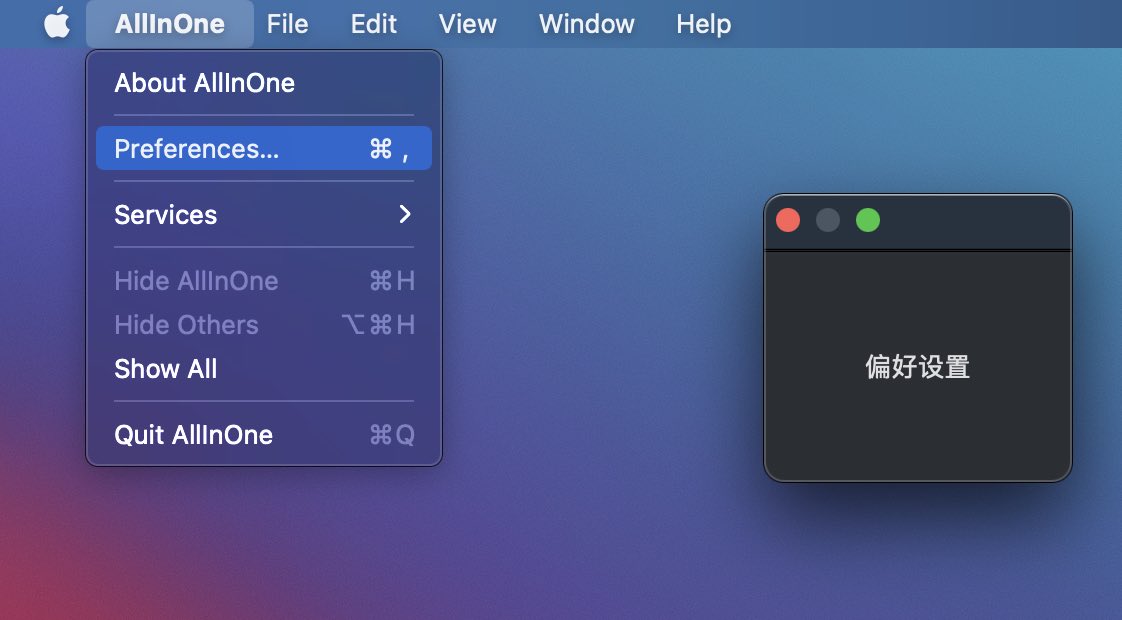 AllInOne File Edit View Window Help
About AllInOne
Preferences... ⌘ ,
Services
Hide AllInOne ⌘H
Hide Others ⌥⌘H
Show All
Quit AllInOne ⌘Q
偏好设置